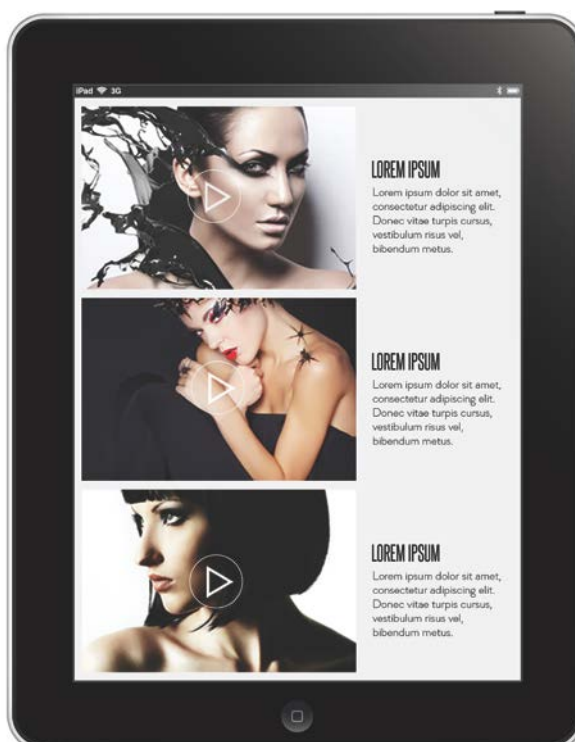 iPad 3G
LOREM IPSUM
Lorem ipsum dolor sit amet,
consectetur adipiscing elit.
Donec vitae turpis cursus,
vestibulum risus vel,
bibendum metus.
LOREM IPSUM
Lorem ipsum dolor sit amet,
consectetur adipiscing elit.
Donec vitae turpis cursus,
vestibulum risus vel,
bibendum metus.
LOREM IPSUM
Lorem ipsum dolor sit amet,
consectetur adipiscing elit.
Donec vitae turpis cursus,
vestibulum risus vel,
bibendum metus.